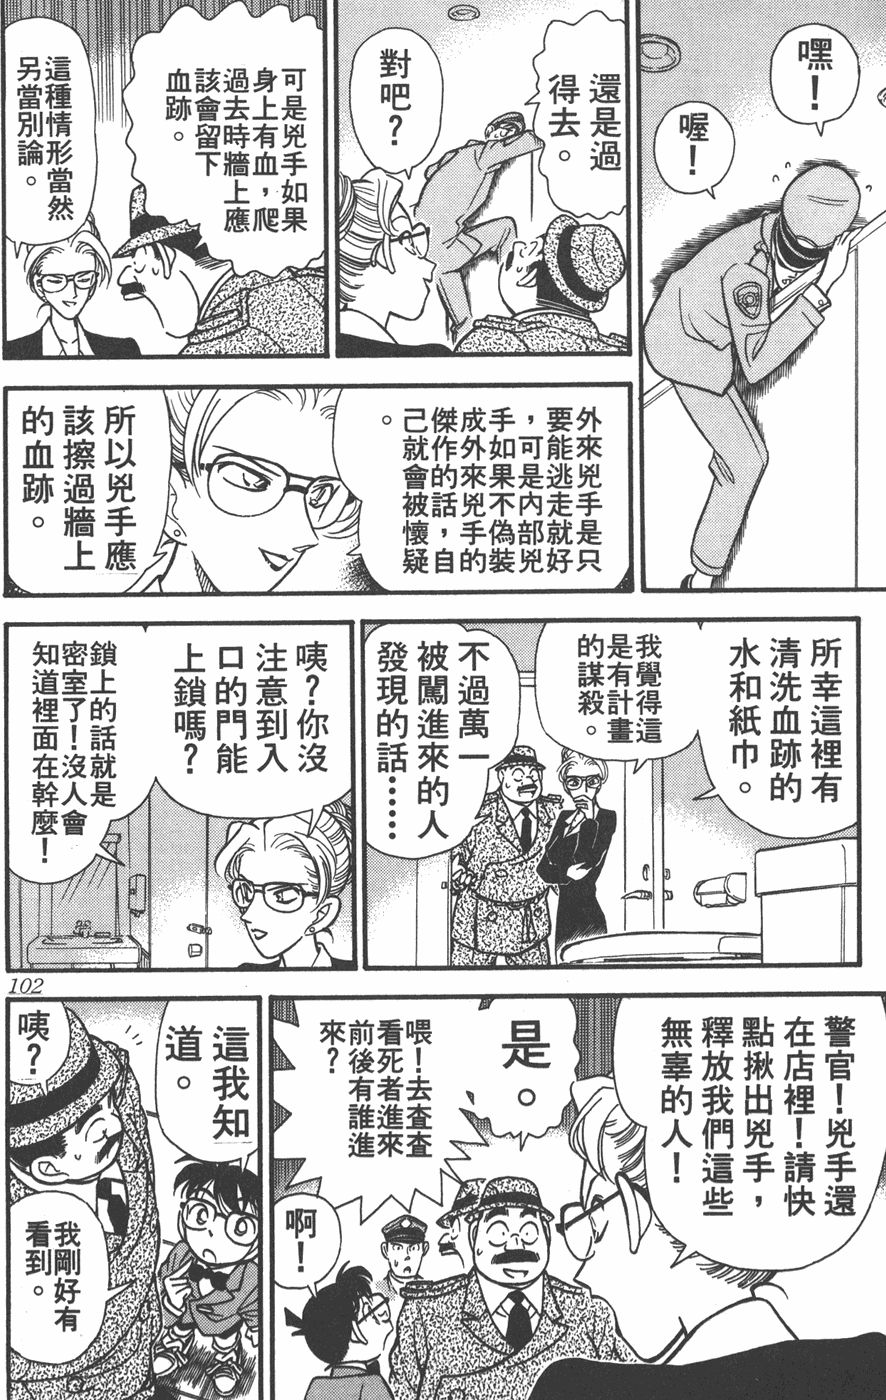 嘿！
喔！
還是過
得去。
對吧？
可是兇手如果
身上有血，爬
過去時牆上應
該會留下
血跡。
這種情形當然
另當別論。
外來兇手是只
要能逃走就好
，可是內部兇
手如果不偽裝
成外來兇手的
傑作的話，自
己就會被懷疑
。
所以兇手應
該擦過牆上
的血跡。
所幸這裡有
清洗血跡的
水和紙巾。
我覺得這
是有計畫
的謀殺。
不過萬一
被闖進來的人
發現的話……
咦？你沒
注意到入
口的門能
上鎖嗎？
鎖上的話就是
密室了！沒人會
知道裡面在幹麼！
警官！兇手還
在店裡！請快
點揪出兇手，
釋放我們這些
無辜的人！
是。
喂！去查查
看死者進來
前後有誰進
來？
啊！
這我知
道。
咦？
我剛好有
看到。
102